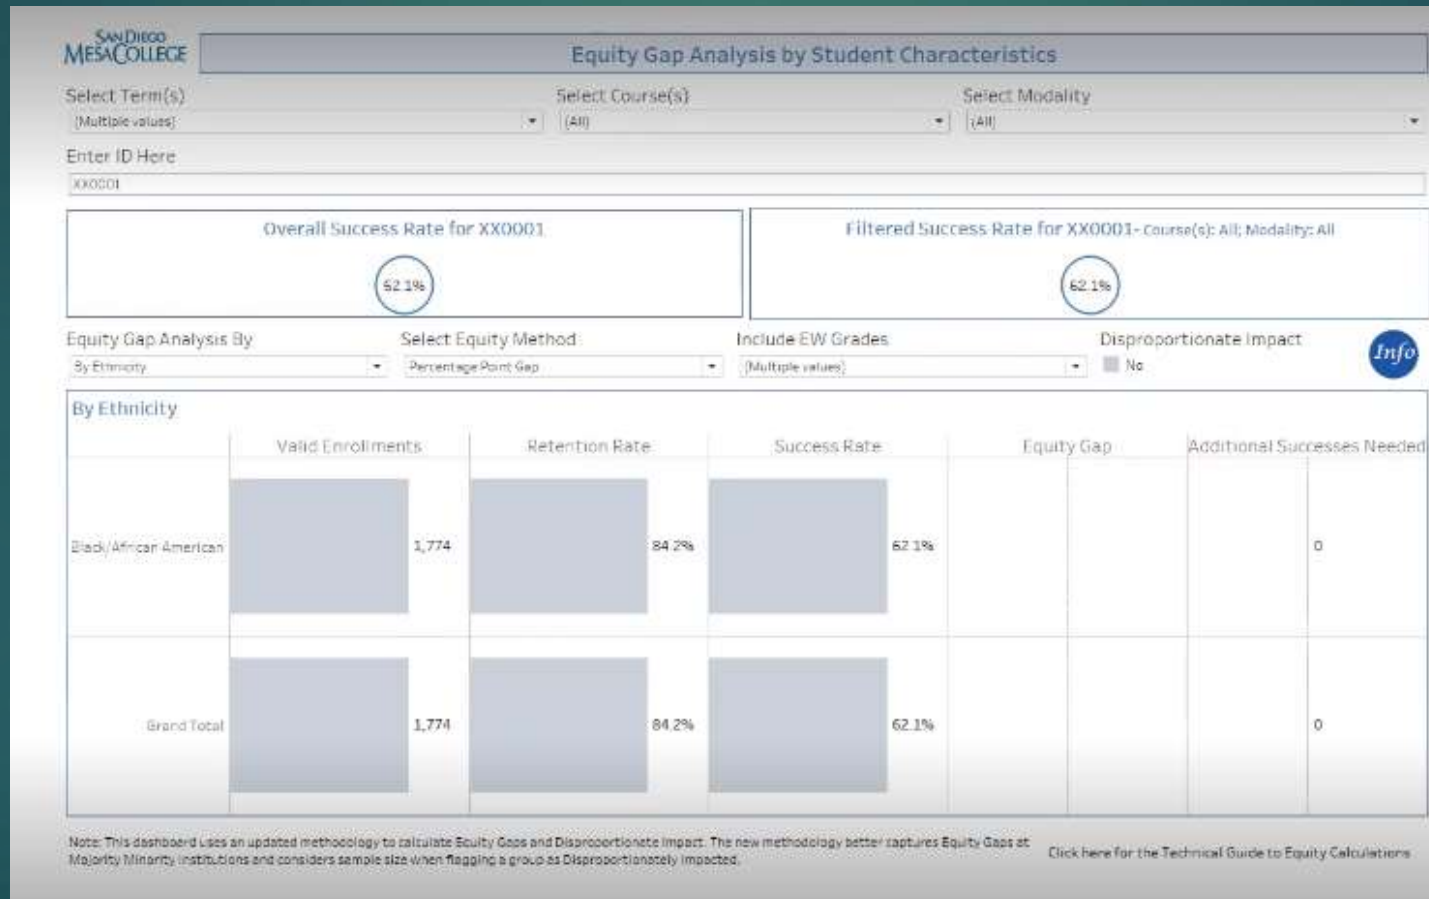 SAN DIEGO
MESA COLLEGE
Equity Gap Analysis by Student Characteristics
Select Term(s) Select Course(s) Select Modality
(Multiple values) (All) (All)
Enter ID Here
XX0001
Overall Success Rate for XX0001 Filtered Success Rate for XX0001- Course(s): All; Modality: All
62.1% 62.1%
Equity Gap Analysis By Select Equity Method Include EW Grades Disproportionate Impact
By Ethnicity Percentage Point Gap (Multiple values) No
Info
By Ethnicity
Valid Enrollments Retention Rate Success Rate Equity Gap Additional Successes Needed
Black/African American 1,774 84.2% 62.1% 0
Grand Total 1,774 84.2% 62.1% 0
Note: This dashboard uses an updated methodology to calculate Equity Gaps and Disproportionate Impact. The new methodology better captures Equity Gaps at
Majority Minority Institutions and considers sample size when flagging a group as Disproportionately Impacted.
Click here for the Technical Guide to Equity Calculations